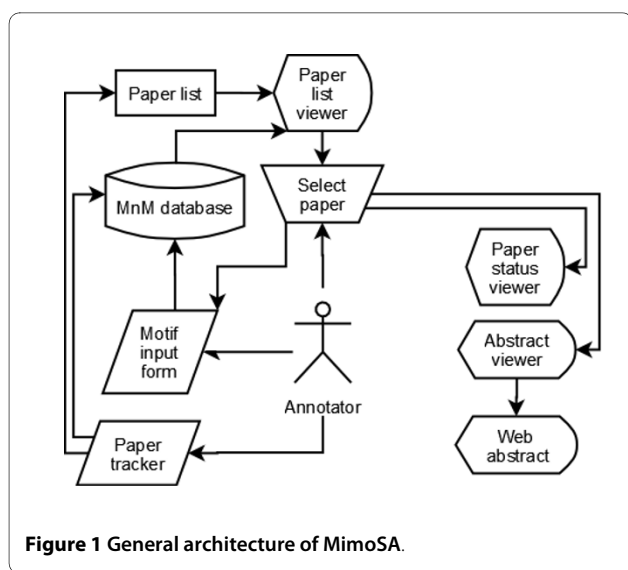 Paper list
Paper
list
viewer
MnM database
Select
paper
Paper
status
viewer
Motif
input
form
Abstract
viewer
Annotator
Paper
tracker
Web
abstract
Figure 1 General architecture of MimoSA.